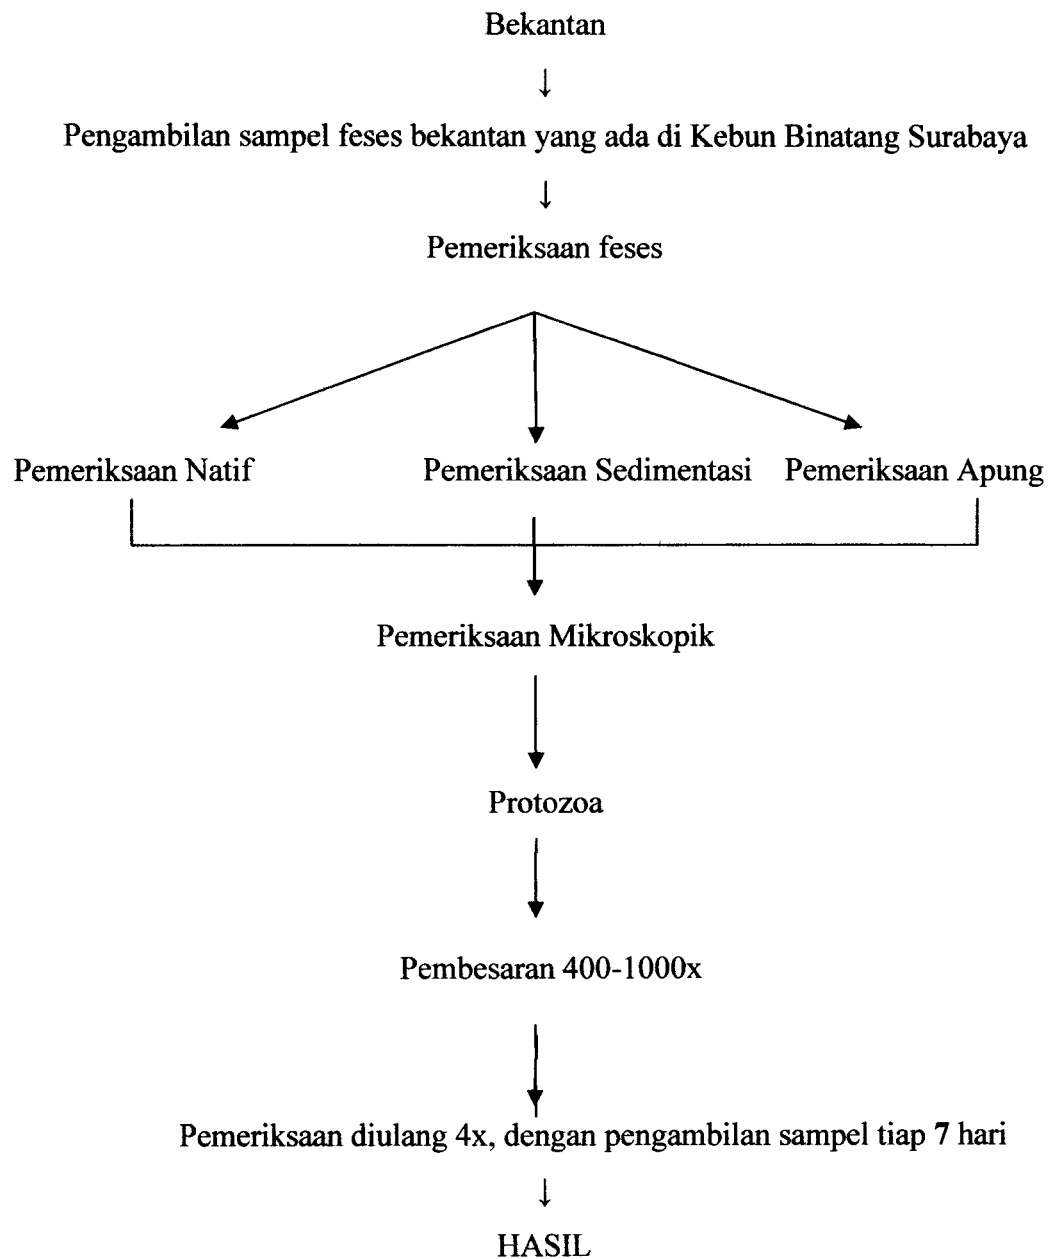 Bekantan
↓
Pengambilan sampel feses bekantan yang ada di Kebun Binatang Surabaya
↓
Pemeriksaan feses
Pemeriksaan Natif
Pemeriksaan Sedimentasi
Pemeriksaan Apung
Pemeriksaan Mikroskopik
Protozoa
Pembesaran 400-1000x
Pemeriksaan diulang 4x, dengan pengambilan sampel tiap 7 hari
↓
HASIL